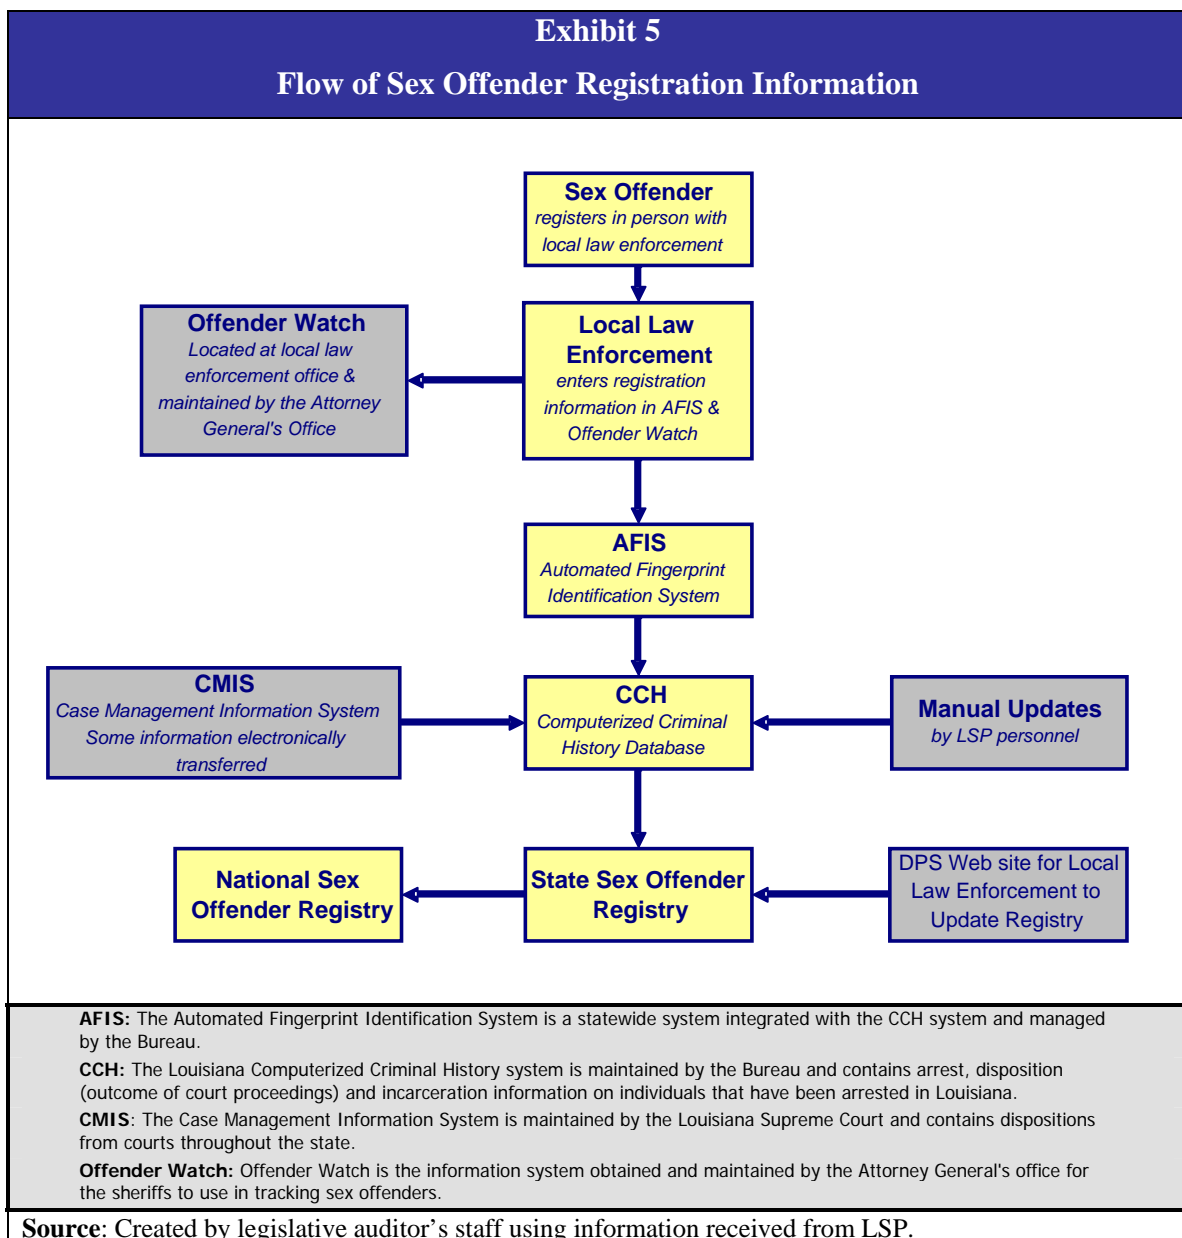 Exhibit 5
Flow of Sex Offender Registration Information
Sex Offender
registers in person with
local law enforcement
Offender Watch
Located at local law
enforcement office &
maintained by the Attorney
General's Office
Local Law
Enforcement
enters registration
information in AFIS &
Offender Watch
AFIS
Automated Fingerprint
Identification System
CMIS
Case Management Information System
Some information electronically
transferred
CCH
Computerized Criminal
History Database
Manual Updates
by LSP personnel
National Sex
Offender Registry
State Sex Offender
Registry
DPS Web site for Local
Law Enforcement to
Update Registry
AFIS: The Automated Fingerprint Identification System is a statewide system integrated with the CCH system and managed
by the Bureau.
CCH: The Louisiana Computerized Criminal History system is maintained by the Bureau and contains arrest, disposition
(outcome of court proceedings) and incarceration information on individuals that have been arrested in Louisiana.
CMIS: The Case Management Information System is maintained by the Louisiana Supreme Court and contains dispositions
from courts throughout the state.
Offender Watch: Offender Watch is the information system obtained and maintained by the Attorney General's office for
the sheriffs to use in tracking sex offenders.
Source: Created by legislative auditor’s staff using information received from LSP.